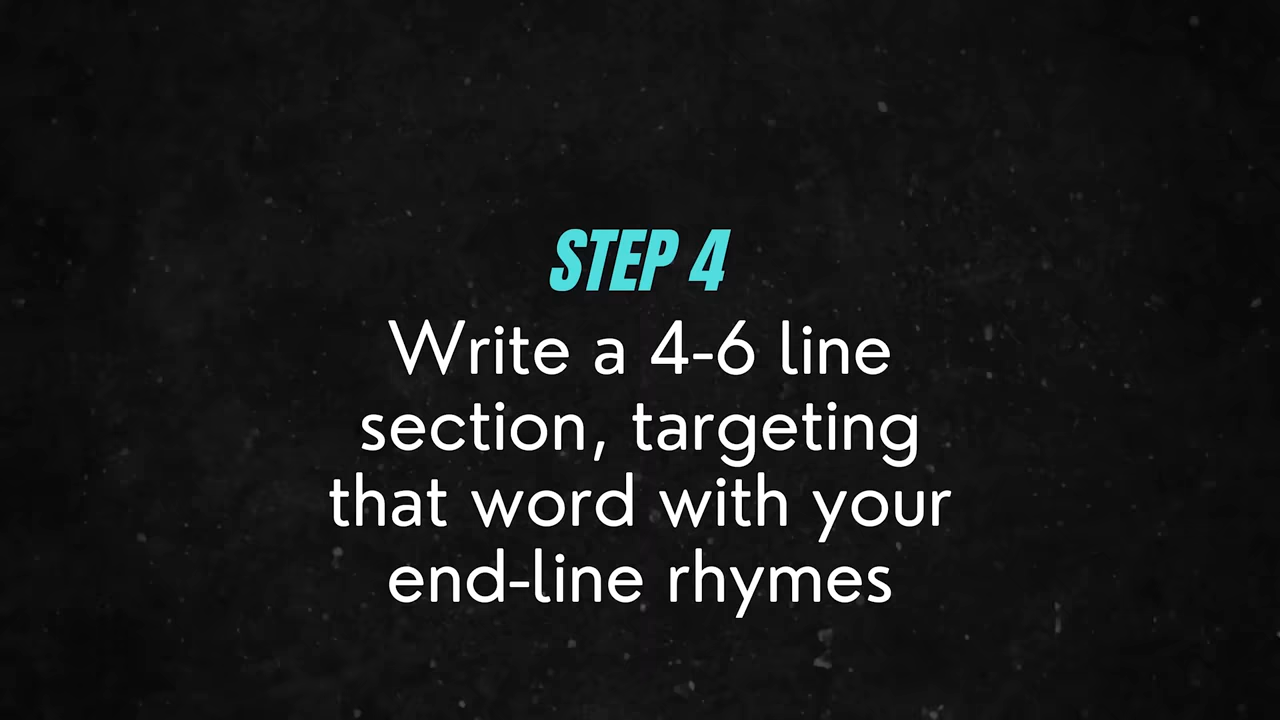 STEP 4
Write a 4-6 line
section, targeting
that word with your
end-line rhymes